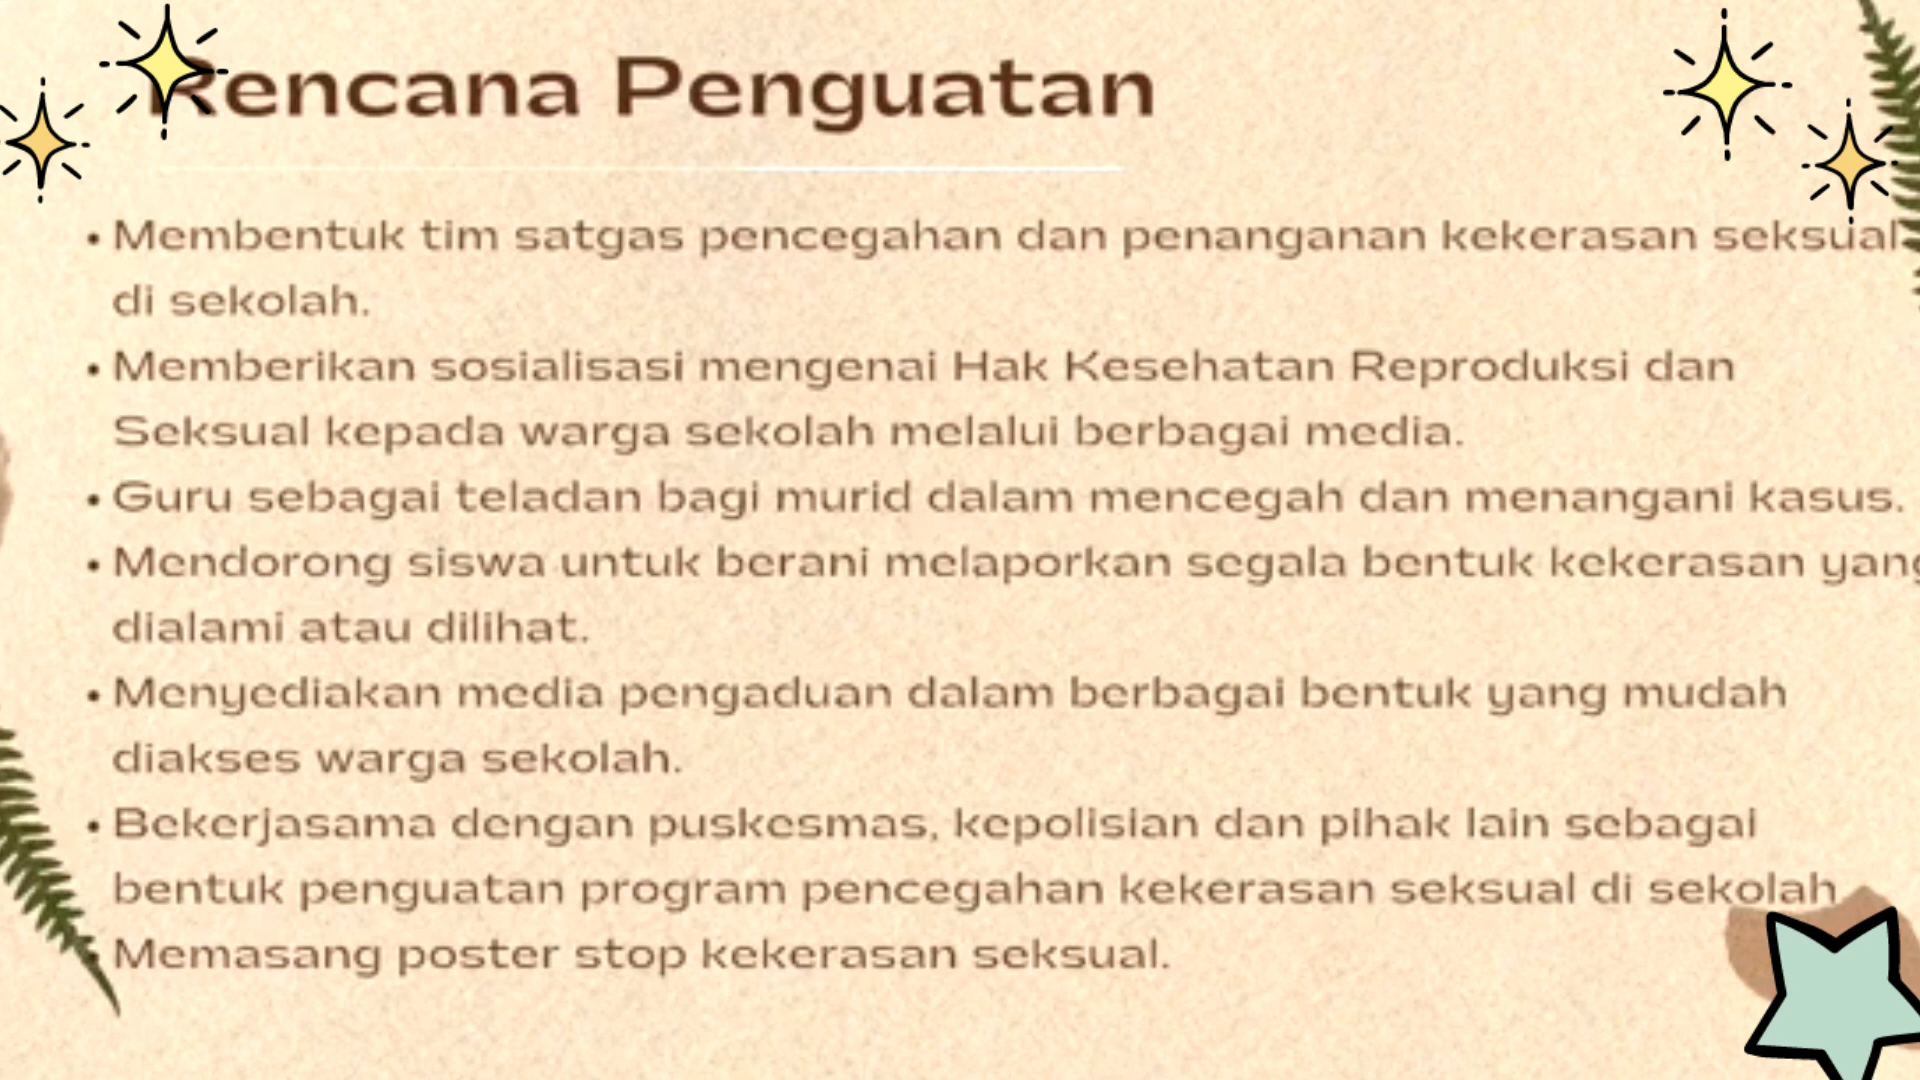 Rencana Penguatan
• Membentuk tim satgas pencegahan dan penanganan kekerasan seksual
di sekolah.
• Memberikan sosialisasi mengenai Hak Kesehatan Reproduksi dan
Seksual kepada warga sekolah melalui berbagai media.
• Guru sebagai teladan bagi murid dalam mencegah dan menangani kasus.
• Mendorong siswa untuk berani melaporkan segala bentuk kekerasan yang
dialami atau dilihat.
• Menyediakan media pengaduan dalam berbagai bentuk yang mudah
diakses warga sekolah.
• Bekerjasama dengan puskesmas, kepolisian dan pihak lain sebagai
bentuk penguatan program pencegahan kekerasan seksual di sekolah
• Memasang poster stop kekerasan seksual.